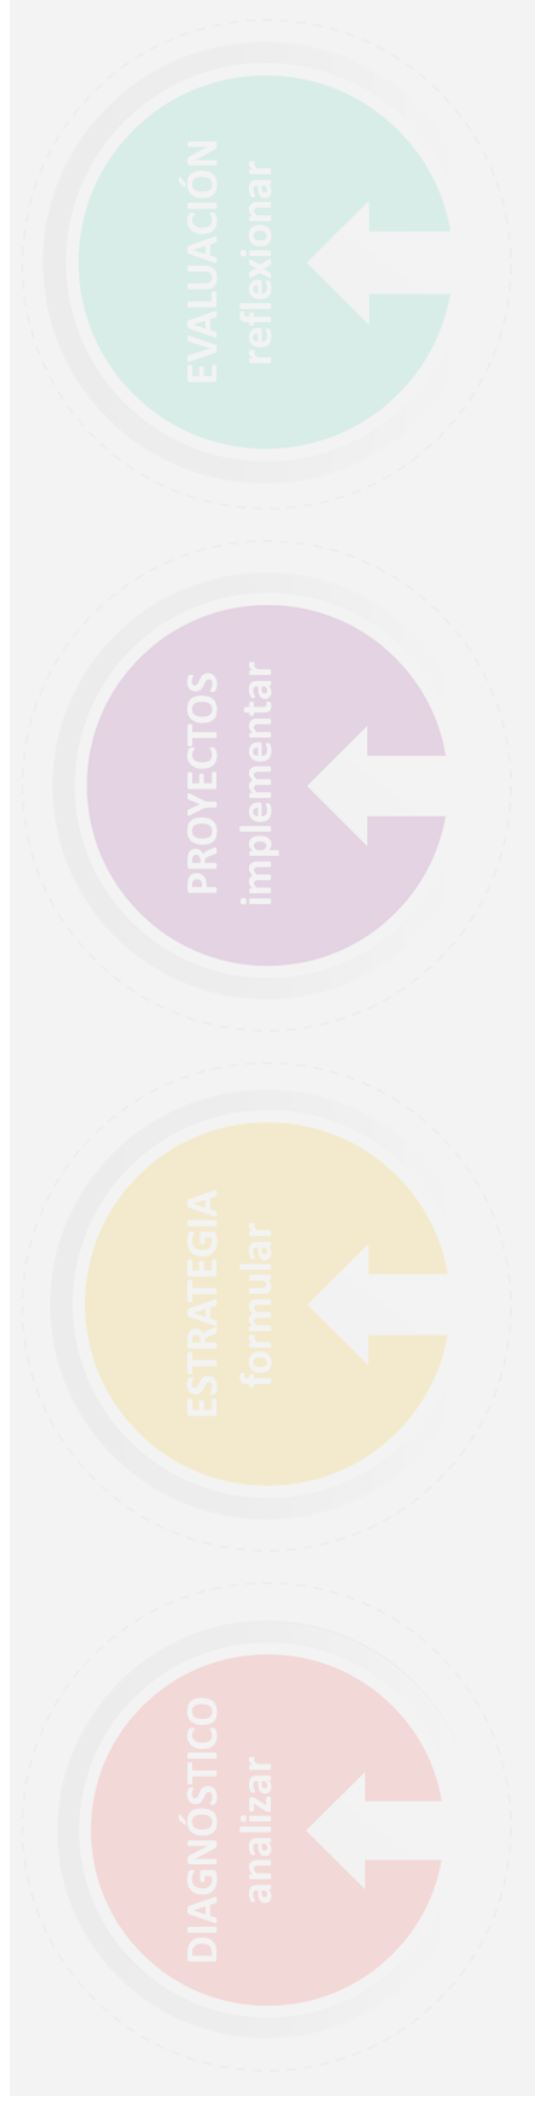 DIAGNÓSTICO
analizar
ESTRATEGIA
formular
PROYECTOS
implementar
EVALUACIÓN
reflexionar